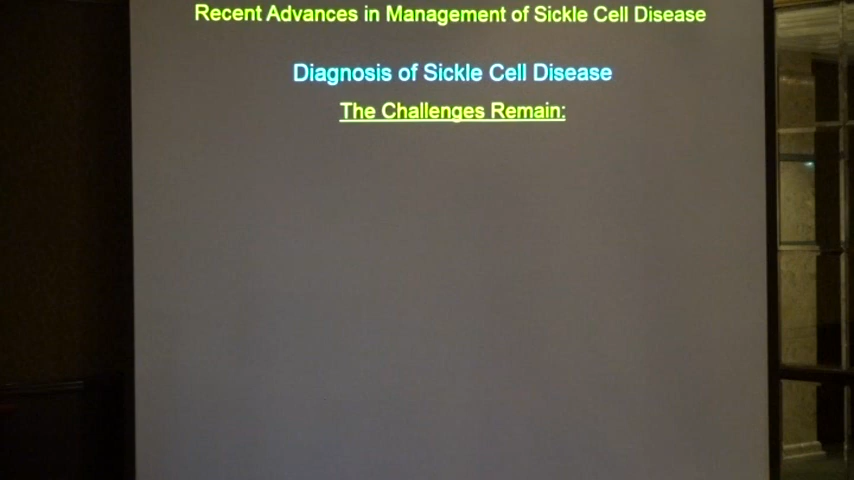 Recent Advances in Management of Sickle Cell Disease
Diagnosis of Sickle Cell Disease
The Challenges Remain: